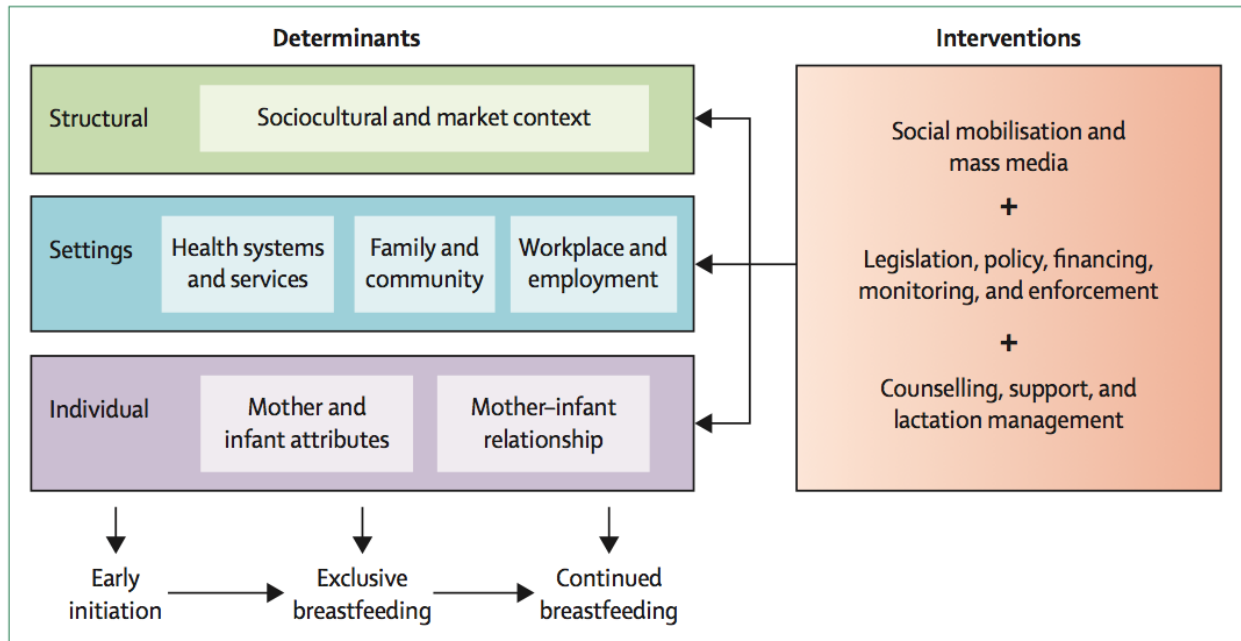 Determinants
Structural
Sociocultural and market context
Settings
Health systems
and services
Family and
community
Workplace and
employment
Individual
Mother and
infant attributes
Mother–infant
relationship
Early
initiation
Exclusive
breastfeeding
Continued
breastfeeding
Interventions
Social mobilisation and
mass media
+
Legislation, policy, financing,
monitoring, and enforcement
+
Counselling, support, and
lactation management